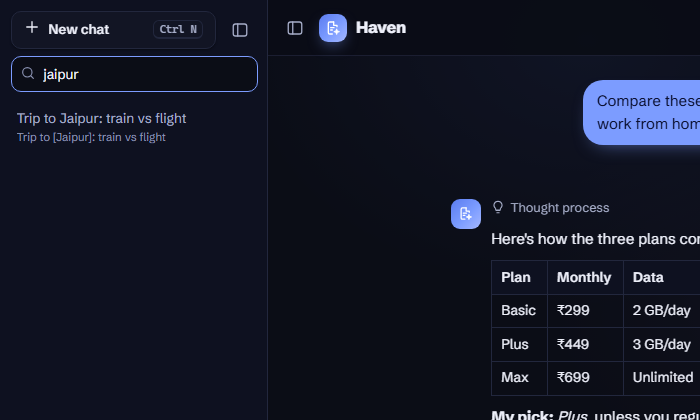 New chat
Ctrl N
Haven
jaipur
Trip to Jaipur: train vs flight
Trip to [Jaipur]: train vs flight
Compare these
work from hom
Thought process
Here's how the three plans co
Plan Monthly Data
Basic ₹299 2 GB/day
Plus ₹449 3 GB/day
Max ₹699 Unlimited
My pick: Plus, unless you regu